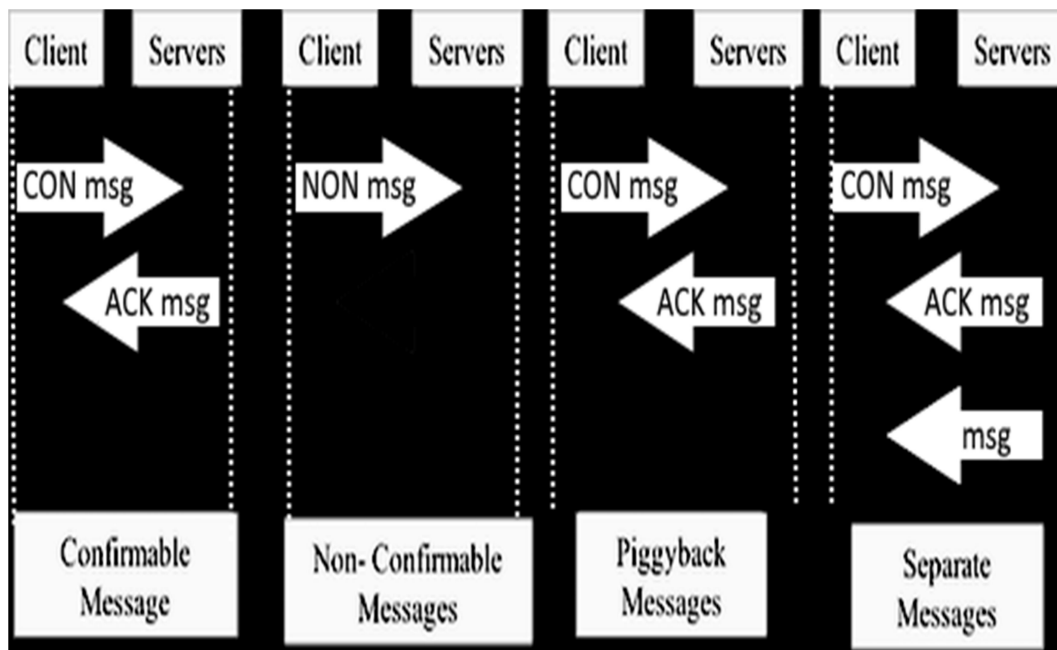 Client Servers Client Servers Client Servers Client Servers
CON msg NON msg CON msg CON msg
ACK msg ACK msg ACK msg
msg
Confirmable
Message
Non- Confirmable
Messages
Piggyback
Messages
Separate
Messages